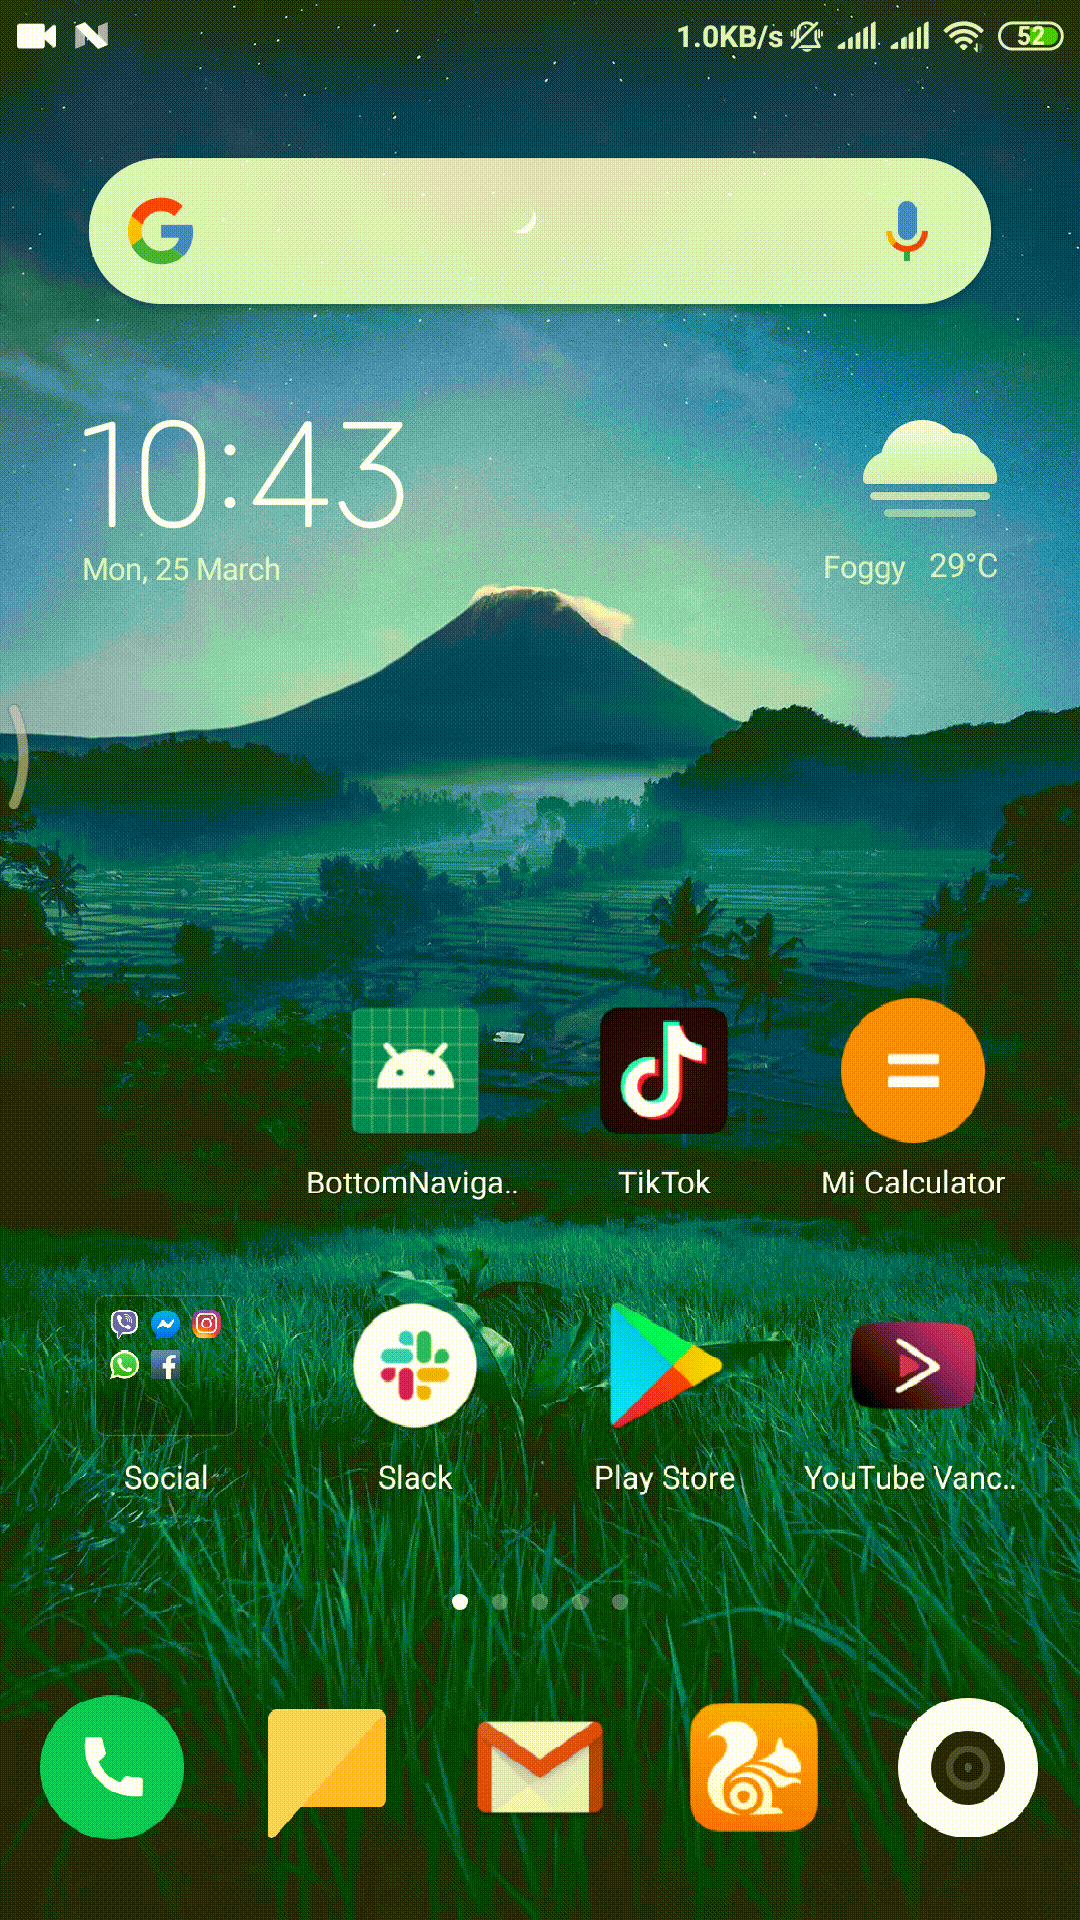 1.0KB/s 52
10:43
Mon, 25 March
Foggy 29°C
BottomNaviga.. TikTok Mi Calculator
Social Slack Play Store YouTube Vanc..